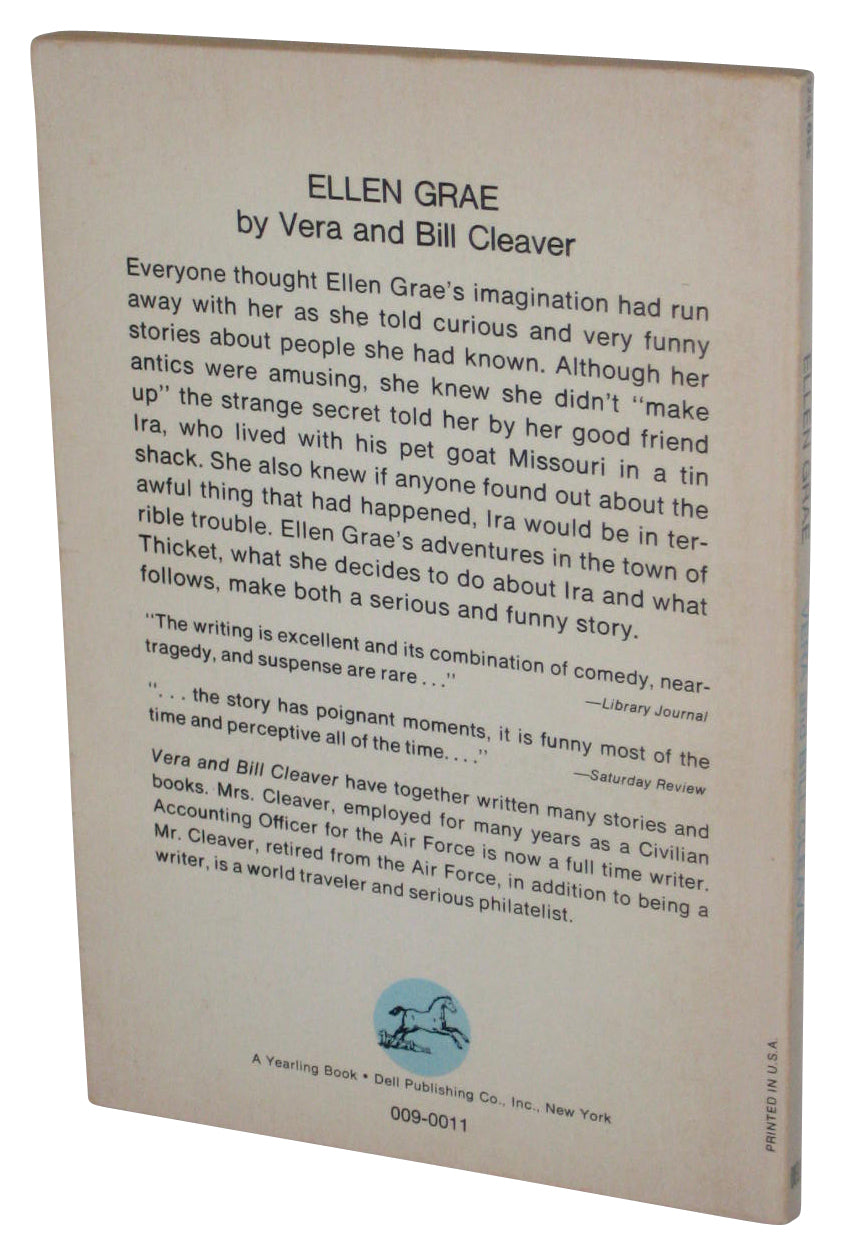 ELLEN GRAE
by Vera and Bill Cleaver
Everyone thought Ellen Grae's imagination had run
away with her as she told curious and very funny
stories about people she had known. Although her
antics were amusing, she knew she didn't "make
up" the strange secret told her by her good friend
Ira, who lived with his pet goat Missouri in a tin
shack. She also knew if anyone found out about the
awful thing that had happened, Ira would be in ter-
rible trouble. Ellen Grae's adventures in the town of
Thicket, what she decides to do about Ira and what
follows, make both a serious and funny story.
"The writing is excellent and its combination of comedy, near-
tragedy, and suspense are rare . . ."
—Library Journal
". . . the story has poignant moments, it is funny most of the
time and perceptive all of the time. . . ."
—Saturday Review
Vera and Bill Cleaver have together written many stories and
books. Mrs. Cleaver, employed for many years as a Civilian
Accounting Officer for the Air Force is now a full time writer.
Mr. Cleaver, retired from the Air Force, in addition to being a
writer, is a world traveler and serious philatelist.
A Yearling Book • Dell Publishing Co., Inc., New York
009-0011
PRINTED IN U.S.A.
ELLEN GRAE VERA and BILL CLEAVER